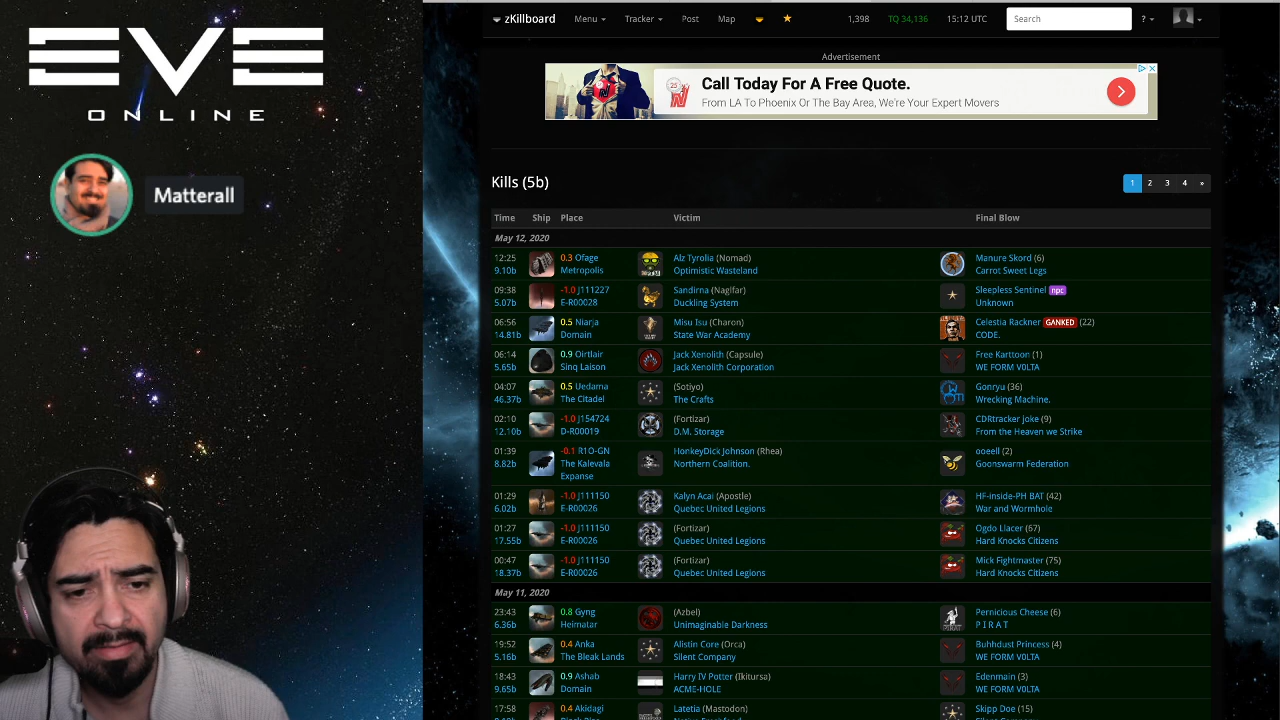 EVE
ONLINE
Matterall
zKillboard Menu Tracker Post Map 1,398 TQ 34,136 15:12 UTC Search ?
Advertisement
Call Today For A Free Quote.
From LA To Phoenix Or The Bay Area, We're Your Expert Movers
Kills (5b) 1 2 3 4 »
Time Ship Place Victim Final Blow
May 12, 2020
12:25 0.3 Ofage Alz Tyrolia (Nomad) Manure Skord (6)
9.10b Metropolis Optimistic Wasteland Carrot Sweet Legs
09:38 -1.0 J111227 Sandirna (Naglfar) Sleepless Sentinel npc
5.07b E-R00028 Duckling System Unknown
06:56 0.5 Niarja Misu Isu (Charon) Celestia Rackner GANKED (22)
14.81b Domain State War Academy CODE.
06:14 0.9 Oirtlair Jack Xenolith (Capsule) Free Karttoon (1)
5.65b Sinq Laison Jack Xenolith Corporation WE FORM V0LTA
04:07 0.5 Uedama (Sotiyo) Gonryu (36)
46.37b The Citadel The Crafts Wrecking Machine.
02:10 -1.0 J154724 (Fortizar) CDRtracker joke (9)
12.10b D-R00019 D.M. Storage From the Heaven we Strike
01:39 -0.1 R1O-GN HonkeyDick Johnson (Rhea) ooeell (2)
8.82b The Kalevala Northern Coalition. Goonswarm Federation
Expanse
01:29 -1.0 J111150 Kalyn Acai (Apostle) HF-inside-PH BAT (42)
6.02b E-R00026 Quebec United Legions War and Wormhole
01:27 -1.0 J111150 (Fortizar) Ogdo Llacer (67)
17.55b E-R00026 Quebec United Legions Hard Knocks Citizens
00:47 -1.0 J111150 (Fortizar) Mick Fightmaster (75)
18.37b E-R00026 Quebec United Legions Hard Knocks Citizens
May 11, 2020
23:43 0.8 Gyng (Azbel) Pernicious Cheese (6)
6.36b Heimatar Unimaginable Darkness P I R A T
19:52 0.4 Anka Alistin Core (Orca) Buhhdust Princess (4)
5.16b The Bleak Lands Silent Company WE FORM V0LTA
18:43 0.9 Ashab Harry IV Potter (Ikitursa) Edenmain (3)
9.65b Domain ACME-HOLE WE FORM V0LTA
17:58 0.4 Akidagi Latetia (Mastodon) Skipp Doe (15)